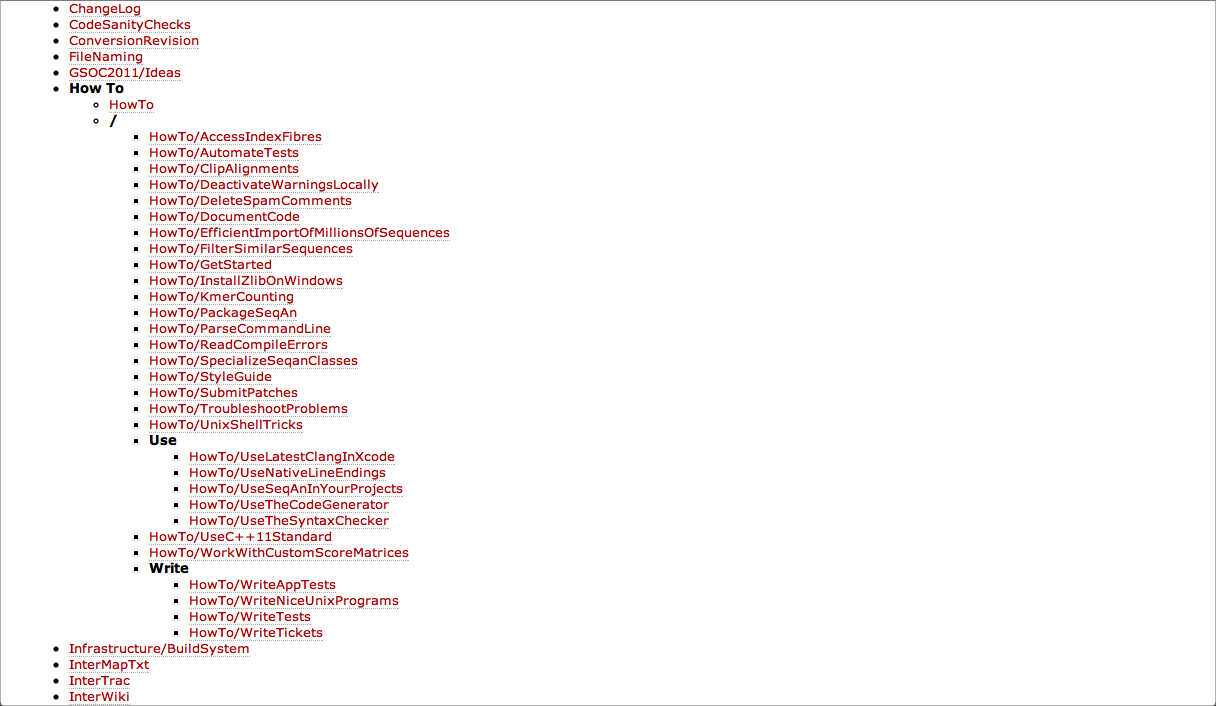 ChangeLog
CodeSanityChecks
ConversionRevision
FileNaming
GSOC2011/Ideas
How To
HowTo
/
HowTo/AccessIndexFibres
HowTo/AutomateTests
HowTo/ClipAlignments
HowTo/DeactivateWarningsLocally
HowTo/DeleteSpamComments
HowTo/DocumentCode
HowTo/EfficientImportOfMillionsOfSequences
HowTo/FilterSimilarSequences
HowTo/GetStarted
HowTo/InstallZlibOnWindows
HowTo/KmerCounting
HowTo/PackageSeqAn
HowTo/ParseCommandLine
HowTo/ReadCompileErrors
HowTo/SpecializeSeqanClasses
HowTo/StyleGuide
HowTo/SubmitPatches
HowTo/TroubleshootProblems
HowTo/UnixShellTricks
Use
HowTo/UseLatestClangInXcode
HowTo/UseNativeLineEndings
HowTo/UseSeqAnInYourProjects
HowTo/UseTheCodeGenerator
HowTo/UseTheSyntaxChecker
HowTo/UseC++11Standard
HowTo/WorkWithCustomScoreMatrices
Write
HowTo/WriteAppTests
HowTo/WriteNiceUnixPrograms
HowTo/WriteTests
HowTo/WriteTickets
Infrastructure/BuildSystem
InterMapTxt
InterTrac
InterWiki